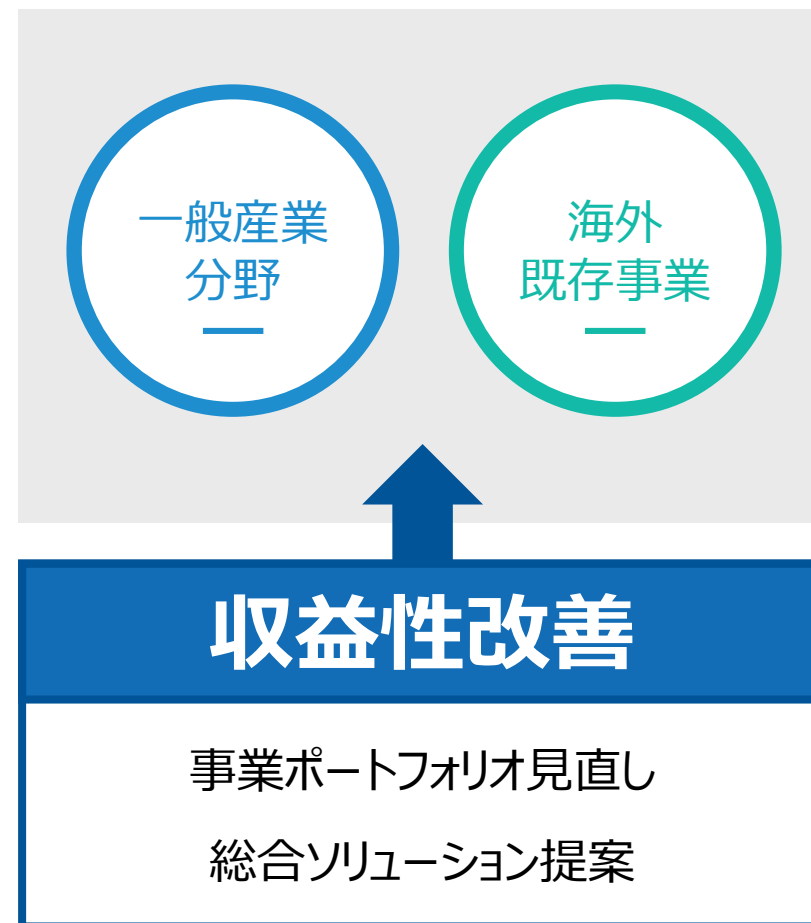 一般産業
分野
海外
既存事業
収益性改善
事業ポートフォリオ見直し
総合ソリューション提案